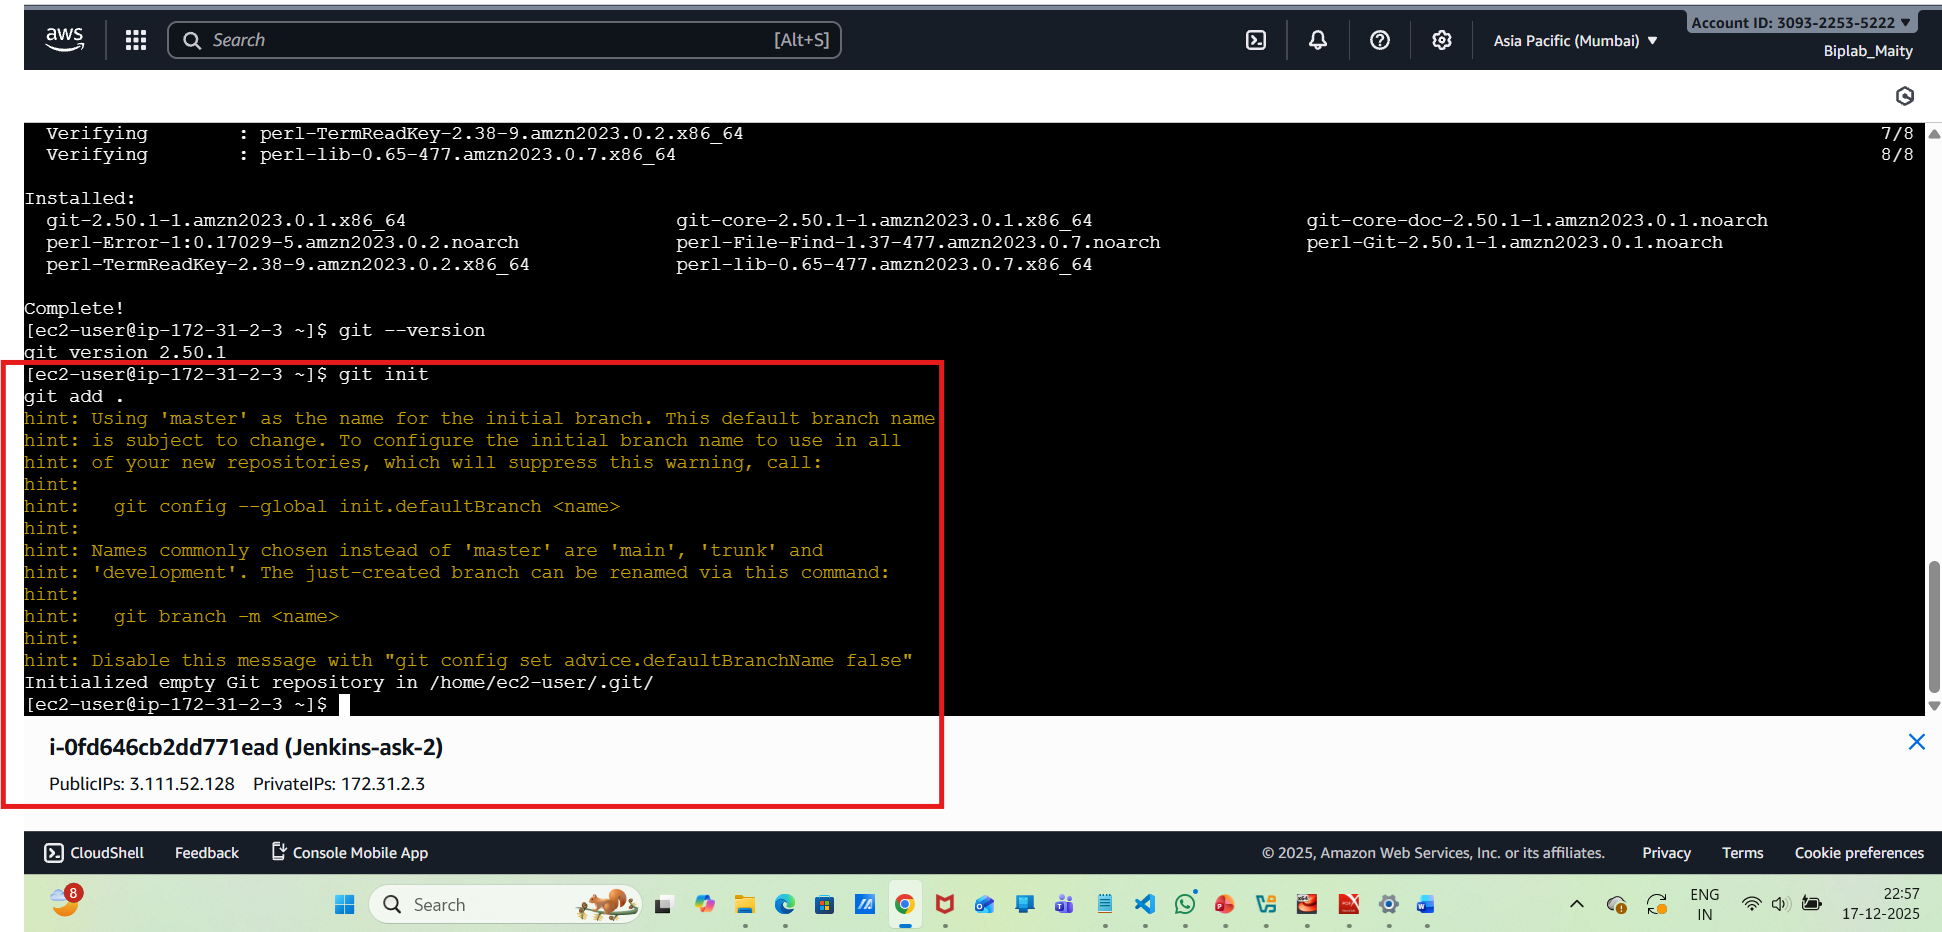 aws
Search [Alt+S]
Asia Pacific (Mumbai) ▼
Account ID: 3093-2253-5222 ▼
Biplab_Maity
Verifying : perl-TermReadKey-2.38-9.amzn2023.0.2.x86_64 7/8
Verifying : perl-lib-0.65-477.amzn2023.0.7.x86_64 8/8
Installed:
git-2.50.1-1.amzn2023.0.1.x86_64 git-core-2.50.1-1.amzn2023.0.1.x86_64 git-core-doc-2.50.1-1.amzn2023.0.1.noarch
perl-Error-1:0.17029-5.amzn2023.0.2.noarch perl-File-Find-1.37-477.amzn2023.0.7.noarch perl-Git-2.50.1-1.amzn2023.0.1.noarch
perl-TermReadKey-2.38-9.amzn2023.0.2.x86_64 perl-lib-0.65-477.amzn2023.0.7.x86_64
Complete!
[ec2-user@ip-172-31-2-3 ~]$ git --version
git version 2.50.1
[ec2-user@ip-172-31-2-3 ~]$ git init
git add .
hint: Using 'master' as the name for the initial branch. This default branch name
hint: is subject to change. To configure the initial branch name to use in all
hint: of your new repositories, which will suppress this warning, call:
hint:
hint: git config --global init.defaultBranch <name>
hint:
hint: Names commonly chosen instead of 'master' are 'main', 'trunk' and
hint: 'development'. The just-created branch can be renamed via this command:
hint:
hint: git branch -m <name>
hint:
hint: Disable this message with "git config set advice.defaultBranchName false"
Initialized empty Git repository in /home/ec2-user/.git/
[ec2-user@ip-172-31-2-3 ~]$
i-0fd646cb2dd771ead (Jenkins-ask-2)
PublicIPs: 3.111.52.128 PrivateIPs: 172.31.2.3
CloudShell Feedback Console Mobile App © 2025, Amazon Web Services, Inc. or its affiliates. Privacy Terms Cookie preferences
8
Search
ENG
IN
22:57
17-12-2025